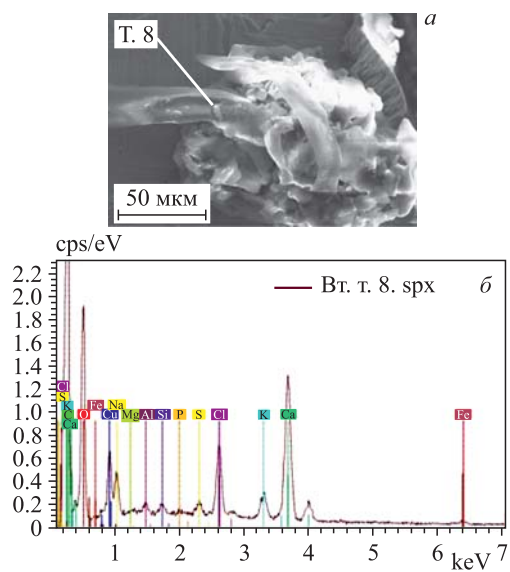 а
Т. 8
50 мкм
cps/eV
Вт. т. 8. spx
б
2.2
2.0
1.8
1.6
1.4
1.2
1.0
0.8
0.6
0.4
0.2
0
Cl
S
K
C
Ca
O
Fe
Cu
Na
Mg
Al
Si
P
S
Cl
K
Ca
Fe
1 2 3 4 5 6 7
keV